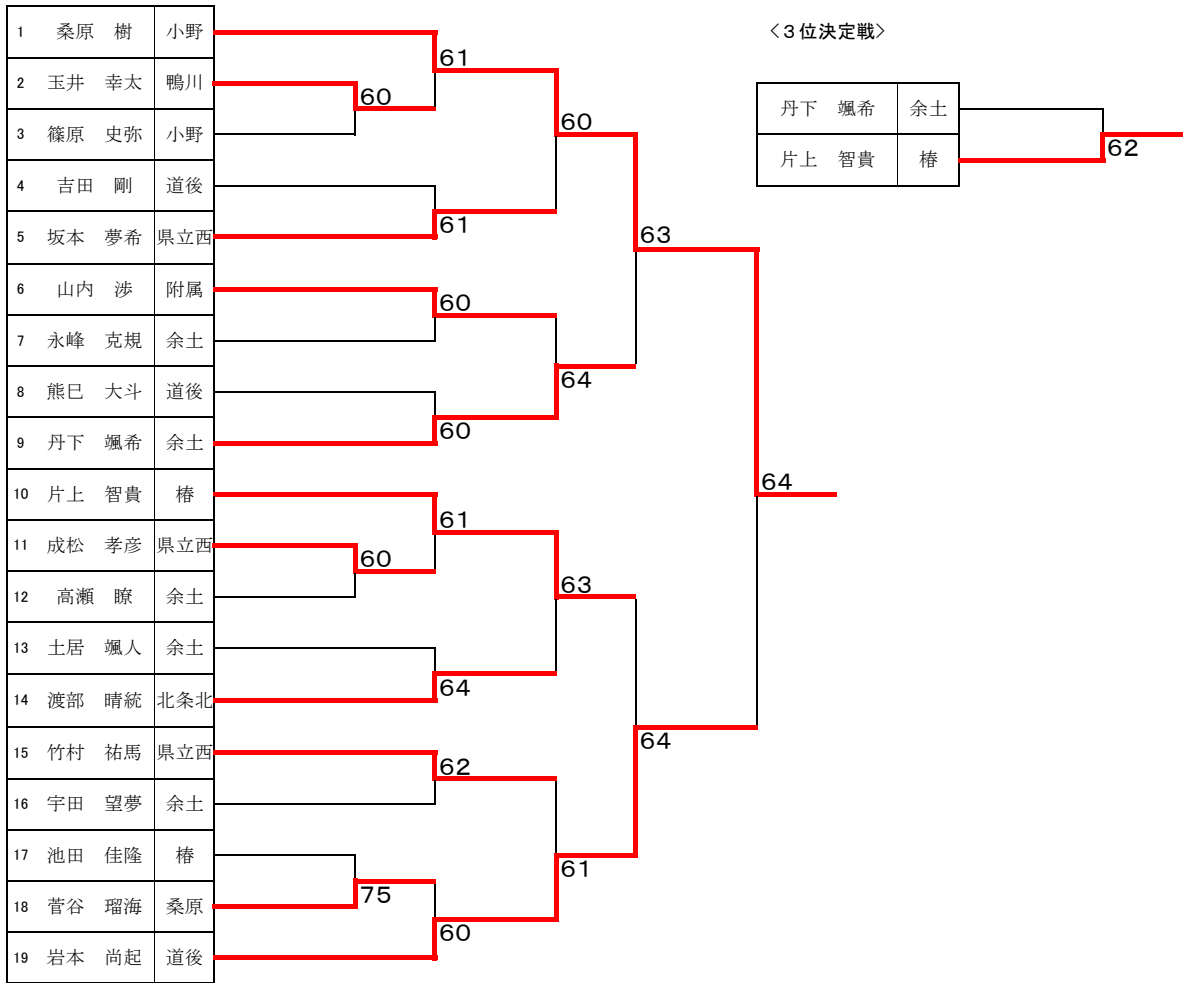 1 桑原 樹 小野
2 玉井 幸太 鴨川
3 篠原 史弥 小野
4 吉田 剛 道後
5 坂本 夢希 県立西
6 山内 渉 附属
7 永峰 克規 余土
8 熊巳 大斗 道後
9 丹下 颯希 余土
10 片上 智貴 椿
11 成松 孝彦 県立西
12 高瀬 瞭 余土
13 土居 颯人 余土
14 渡部 晴統 北条北
15 竹村 祐馬 県立西
16 宇田 望夢 余土
17 池田 佳隆 椿
18 菅谷 瑠海 桑原
19 岩本 尚起 道後
60
60
75
61
61
60
60
61
64
62
60
60
64
63
61
63
64
64
<３位決定戦>
丹下 颯希 余土
片上 智貴 椿
62